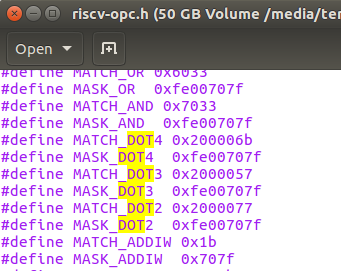 riscv-opc.h (50 GB Volume /media/ter
Open
#define MATCH_OR 0x6033
#define MASK_OR  0xfe00707f
#define MATCH_AND 0x7033
#define MASK_AND  0xfe00707f
#define MATCH_DOT4 0x200006b
#define MASK_DOT4  0xfe00707f
#define MATCH_DOT3 0x2000057
#define MASK_DOT3  0xfe00707f
#define MATCH_DOT2 0x2000077
#define MASK_DOT2  0xfe00707f
#define MATCH_ADDIW 0x1b
#define MASK_ADDIW  0x707f